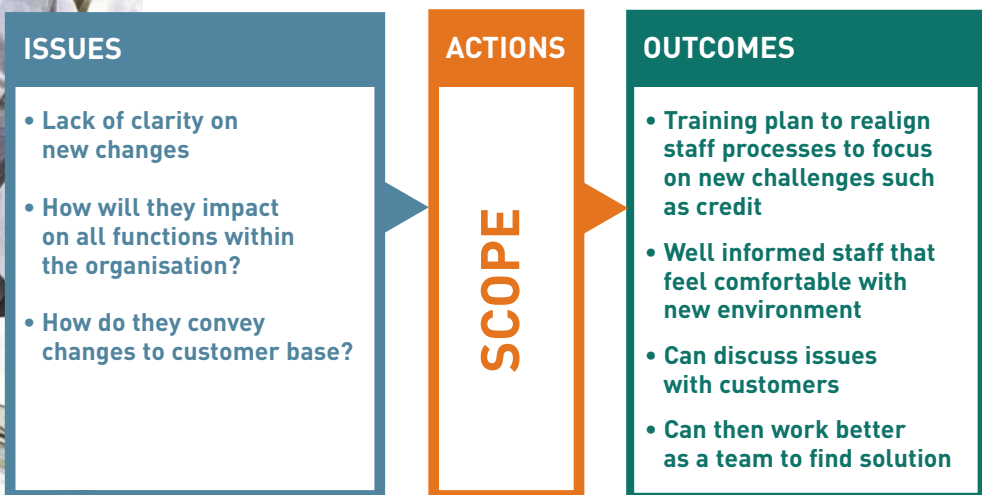 ISSUES
• Lack of clarity on
new changes
• How will they impact
on all functions within
the organisation?
• How do they convey
changes to customer base?
ACTIONS
SCOPE
OUTCOMES
• Training plan to realign
staff processes to focus
on new challenges such
as credit
• Well informed staff that
feel comfortable with
new environment
• Can discuss issues
with customers
• Can then work better
as a team to find solution